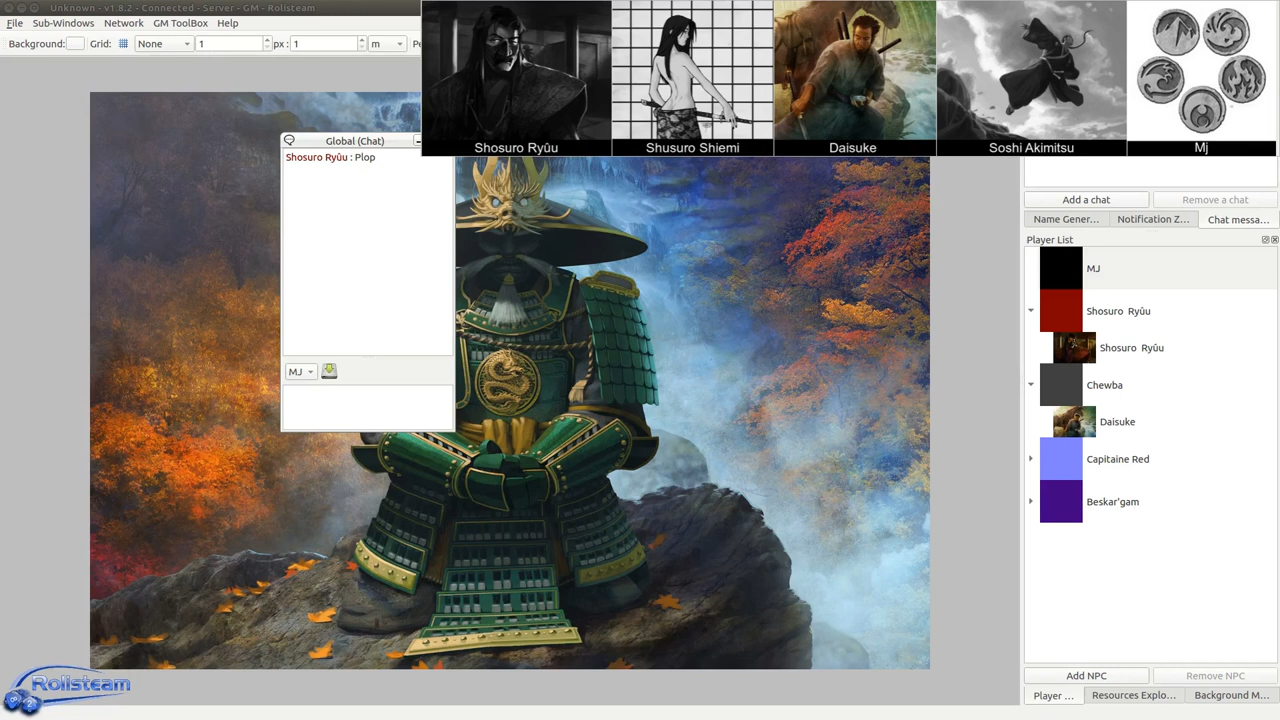 Unknown - v1.8.2 - Connected - Server - GM - Rolisteam
File Sub-Windows Network GM ToolBox Help
Background: Grid: None 1 px : 1 m Pe
Shosuro Ryûu Shusuro Shiemi Daisuke Soshi Akimitsu Mj
Global (Chat)
Shosuro Ryûu : Plop
MJ
Add a chat Remove a chat
Name Gener... Notification Z... Chat messa...
Player List
MJ
Shosuro Ryûu
Shosuro Ryûu
Chewba
Daisuke
Capitaine Red
Beskar'gam
Add NPC Remove NPC
Player ... Resources Explo... Background M...
Rolisteam